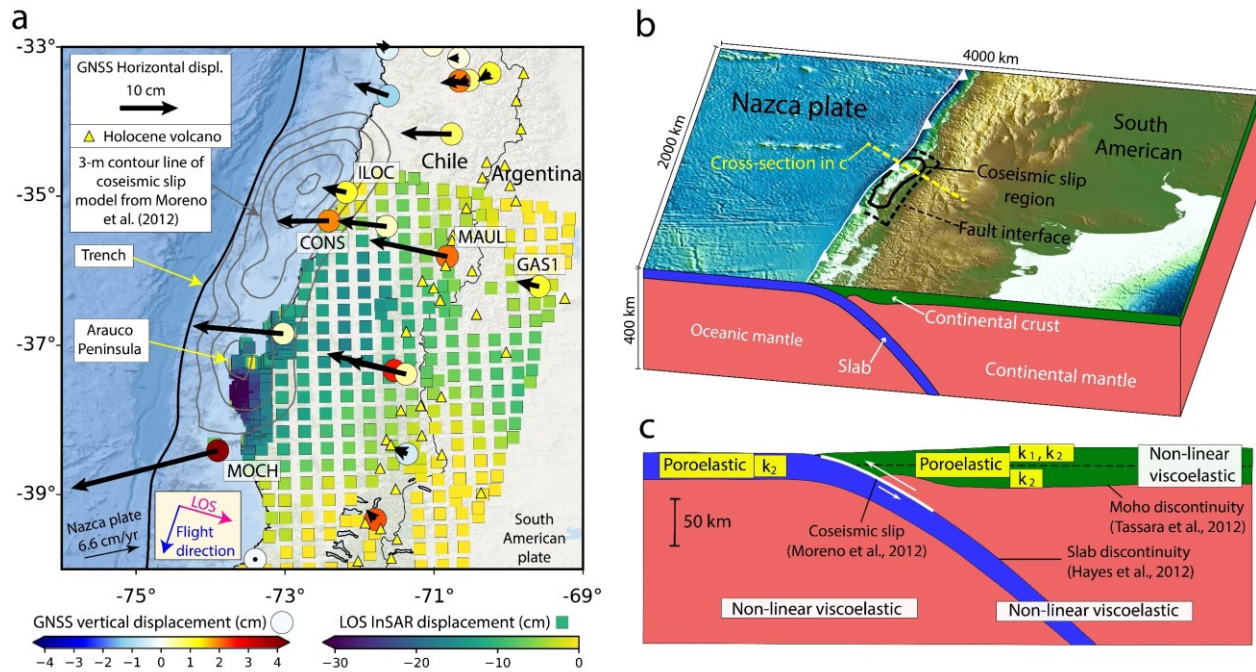 a
-33°
-35°
-37°
-39°
GNSS Horizontal displ.
10 cm
Holocene volcano
3-m contour line of
coseismic slip
model from Moreno
et al. (2012)
Trench
Arauco
Peninsula
Chile
Argentina
ILOC
CONS
MAUL
GAS1
MOCH
LOS
Flight
direction
Nazca plate
6.6 cm/yr
South
American
plate
-75
-73
-71
-69°
GNSS vertical displacement (cm)
−4 −3 −2 −1 0 1 2 3 4
LOS InSAR displacement (cm)
−30 −20 −10 0
b
4000 km
2000 km
400 km
Nazca plate
South
American
Cross-section in c
Coseismic slip
region
Fault interface
Continental crust
Oceanic mantle
Slab
Continental mantle
c
Poroelastic k₂
Poroelastic
k₁, k₂
k₂
Non-linear
viscoelastic
50 km
Coseismic slip
(Moreno et al., 2012)
Moho discontinuity
(Tassara et al., 2012)
Slab discontinuity
(Hayes et al., 2012)
Non-linear viscoelastic
Non-linear viscoelastic